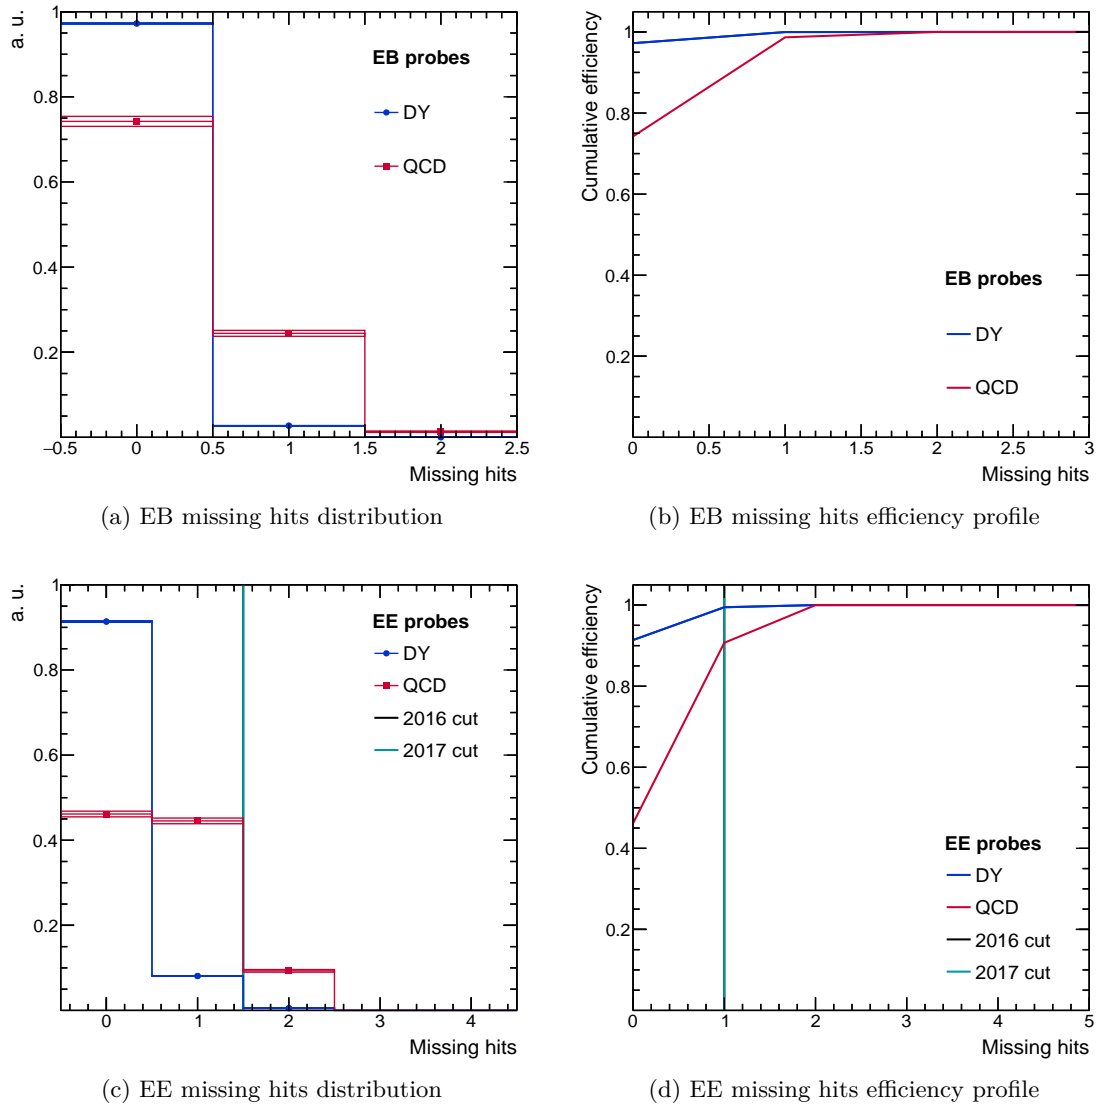 a. u.
1
0.8
0.6
0.4
0.2
EB probes
DY
QCD
−0.5 0 0.5 1 1.5 2 2.5
Missing hits
(a) EB missing hits distribution
Cumulative efficiency
1
0.8
0.6
0.4
0.2
EB probes
DY
QCD
0 0.5 1 1.5 2 2.5 3
Missing hits
(b) EB missing hits efficiency profile
a. u.
1
0.8
0.6
0.4
0.2
EE probes
DY
QCD
2016 cut
2017 cut
0 1 2 3 4
Missing hits
(c) EE missing hits distribution
Cumulative efficiency
1
0.8
0.6
0.4
0.2
EE probes
DY
QCD
2016 cut
2017 cut
0 1 2 3 4 5
Missing hits
(d) EE missing hits efficiency profile